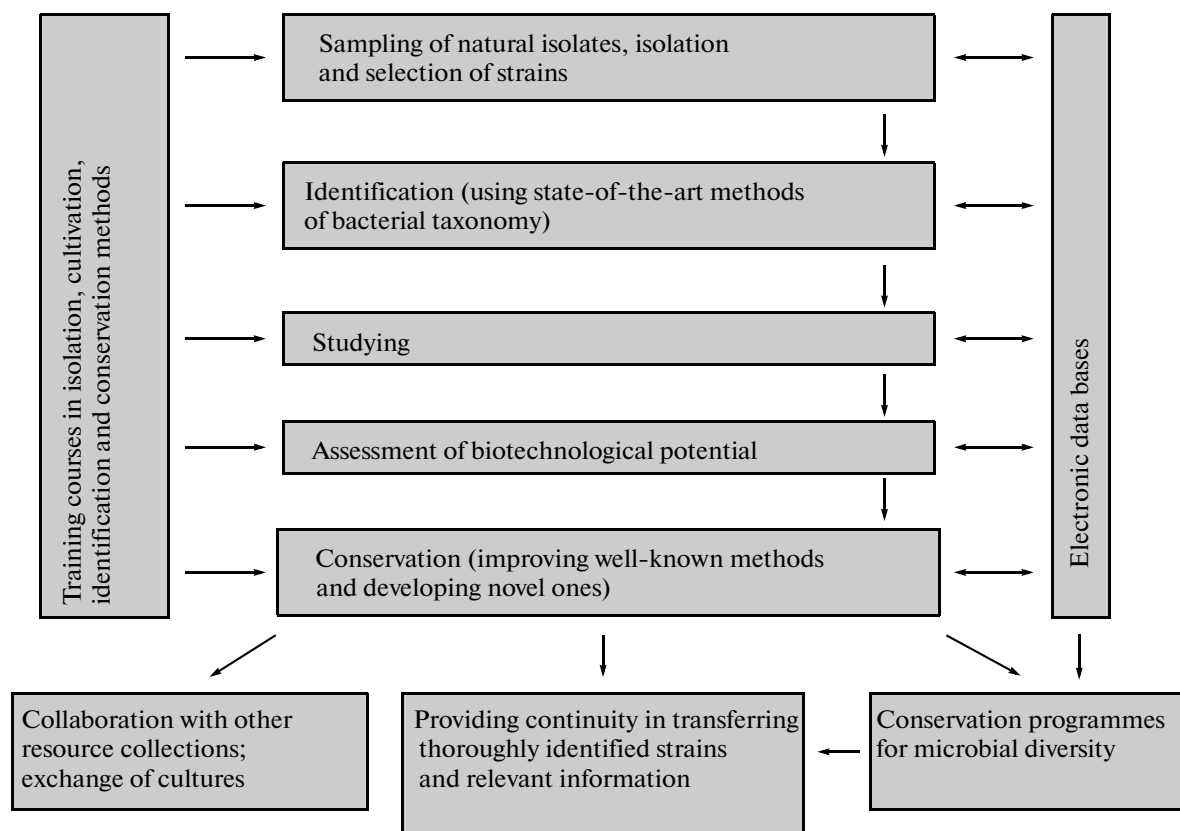 Training courses in isolation, cultivation,
identification and conservation methods
Sampling of natural isolates, isolation
and selection of strains
Identification (using state-of-the-art methods
of bacterial taxonomy)
Studying
Assessment of biotechnological potential
Conservation (improving well-known methods
and developing novel ones)
Electronic data bases
Collaboration with other
resource collections;
exchange of cultures
Providing continuity in transferring
thoroughly identified strains
and relevant information
Conservation programmes
for microbial diversity